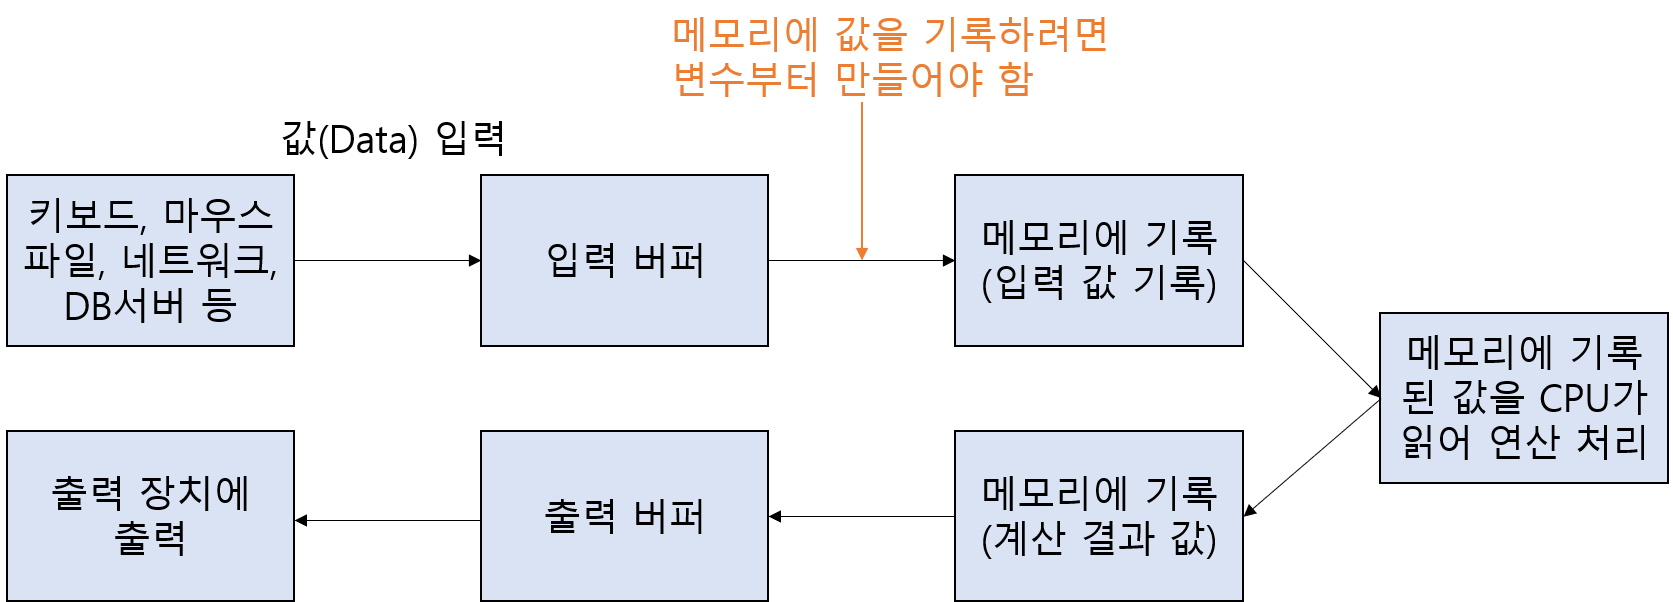 메모리에 값을 기록하려면
변수부터 만들어야 함
값(Data) 입력
키보드, 마우스
파일, 네트워크,
DB서버 등
입력 버퍼
메모리에 기록
(입력 값 기록)
메모리에 기록
된 값을 CPU가
읽어 연산 처리
메모리에 기록
(계산 결과 값)
출력 버퍼
출력 장치에
출력